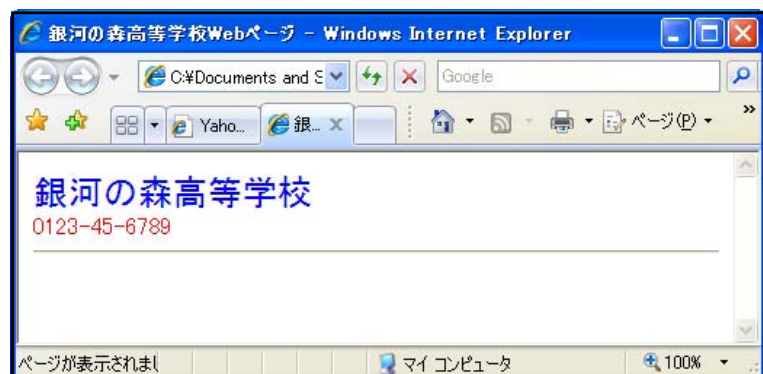 銀河の森高等学校Webページ - Windows Internet Explorer
C:¥Documents and S
Google
Yaho...
銀...
ページ(P)
»
銀河の森高等学校
0123-45-6789
ページが表示されまし
マイ コンピュータ
100%